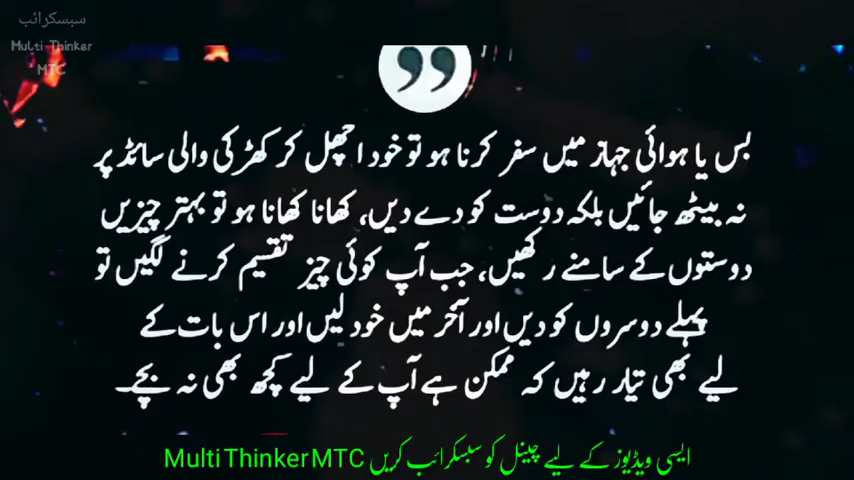 سبسکرائب
Multi Thinker
MTC
بس یا ہوائی جہاز میں سفر کرنا ہو تو خود اچھل کر کھڑکی والی سائڈ پر
نہ بیٹھ جائیں بلکہ دوست کو دے دیں، کھانا کھانا ہو تو بہتر چیزیں
دوستوں کے سامنے رکھیں، جب آپ کوئی چیز تقسیم کرنے لگیں تو
پہلے دوسروں کو دیں اور آخر میں خود لیں اور اس بات کے
لیے بھی تیار رہیں کہ ممکن ہے آپ کے لیے کچھ بھی نہ بچے۔
ایسی ویڈیوز کے لیے چینل کو سبسکرائب کریں Multi Thinker MTC